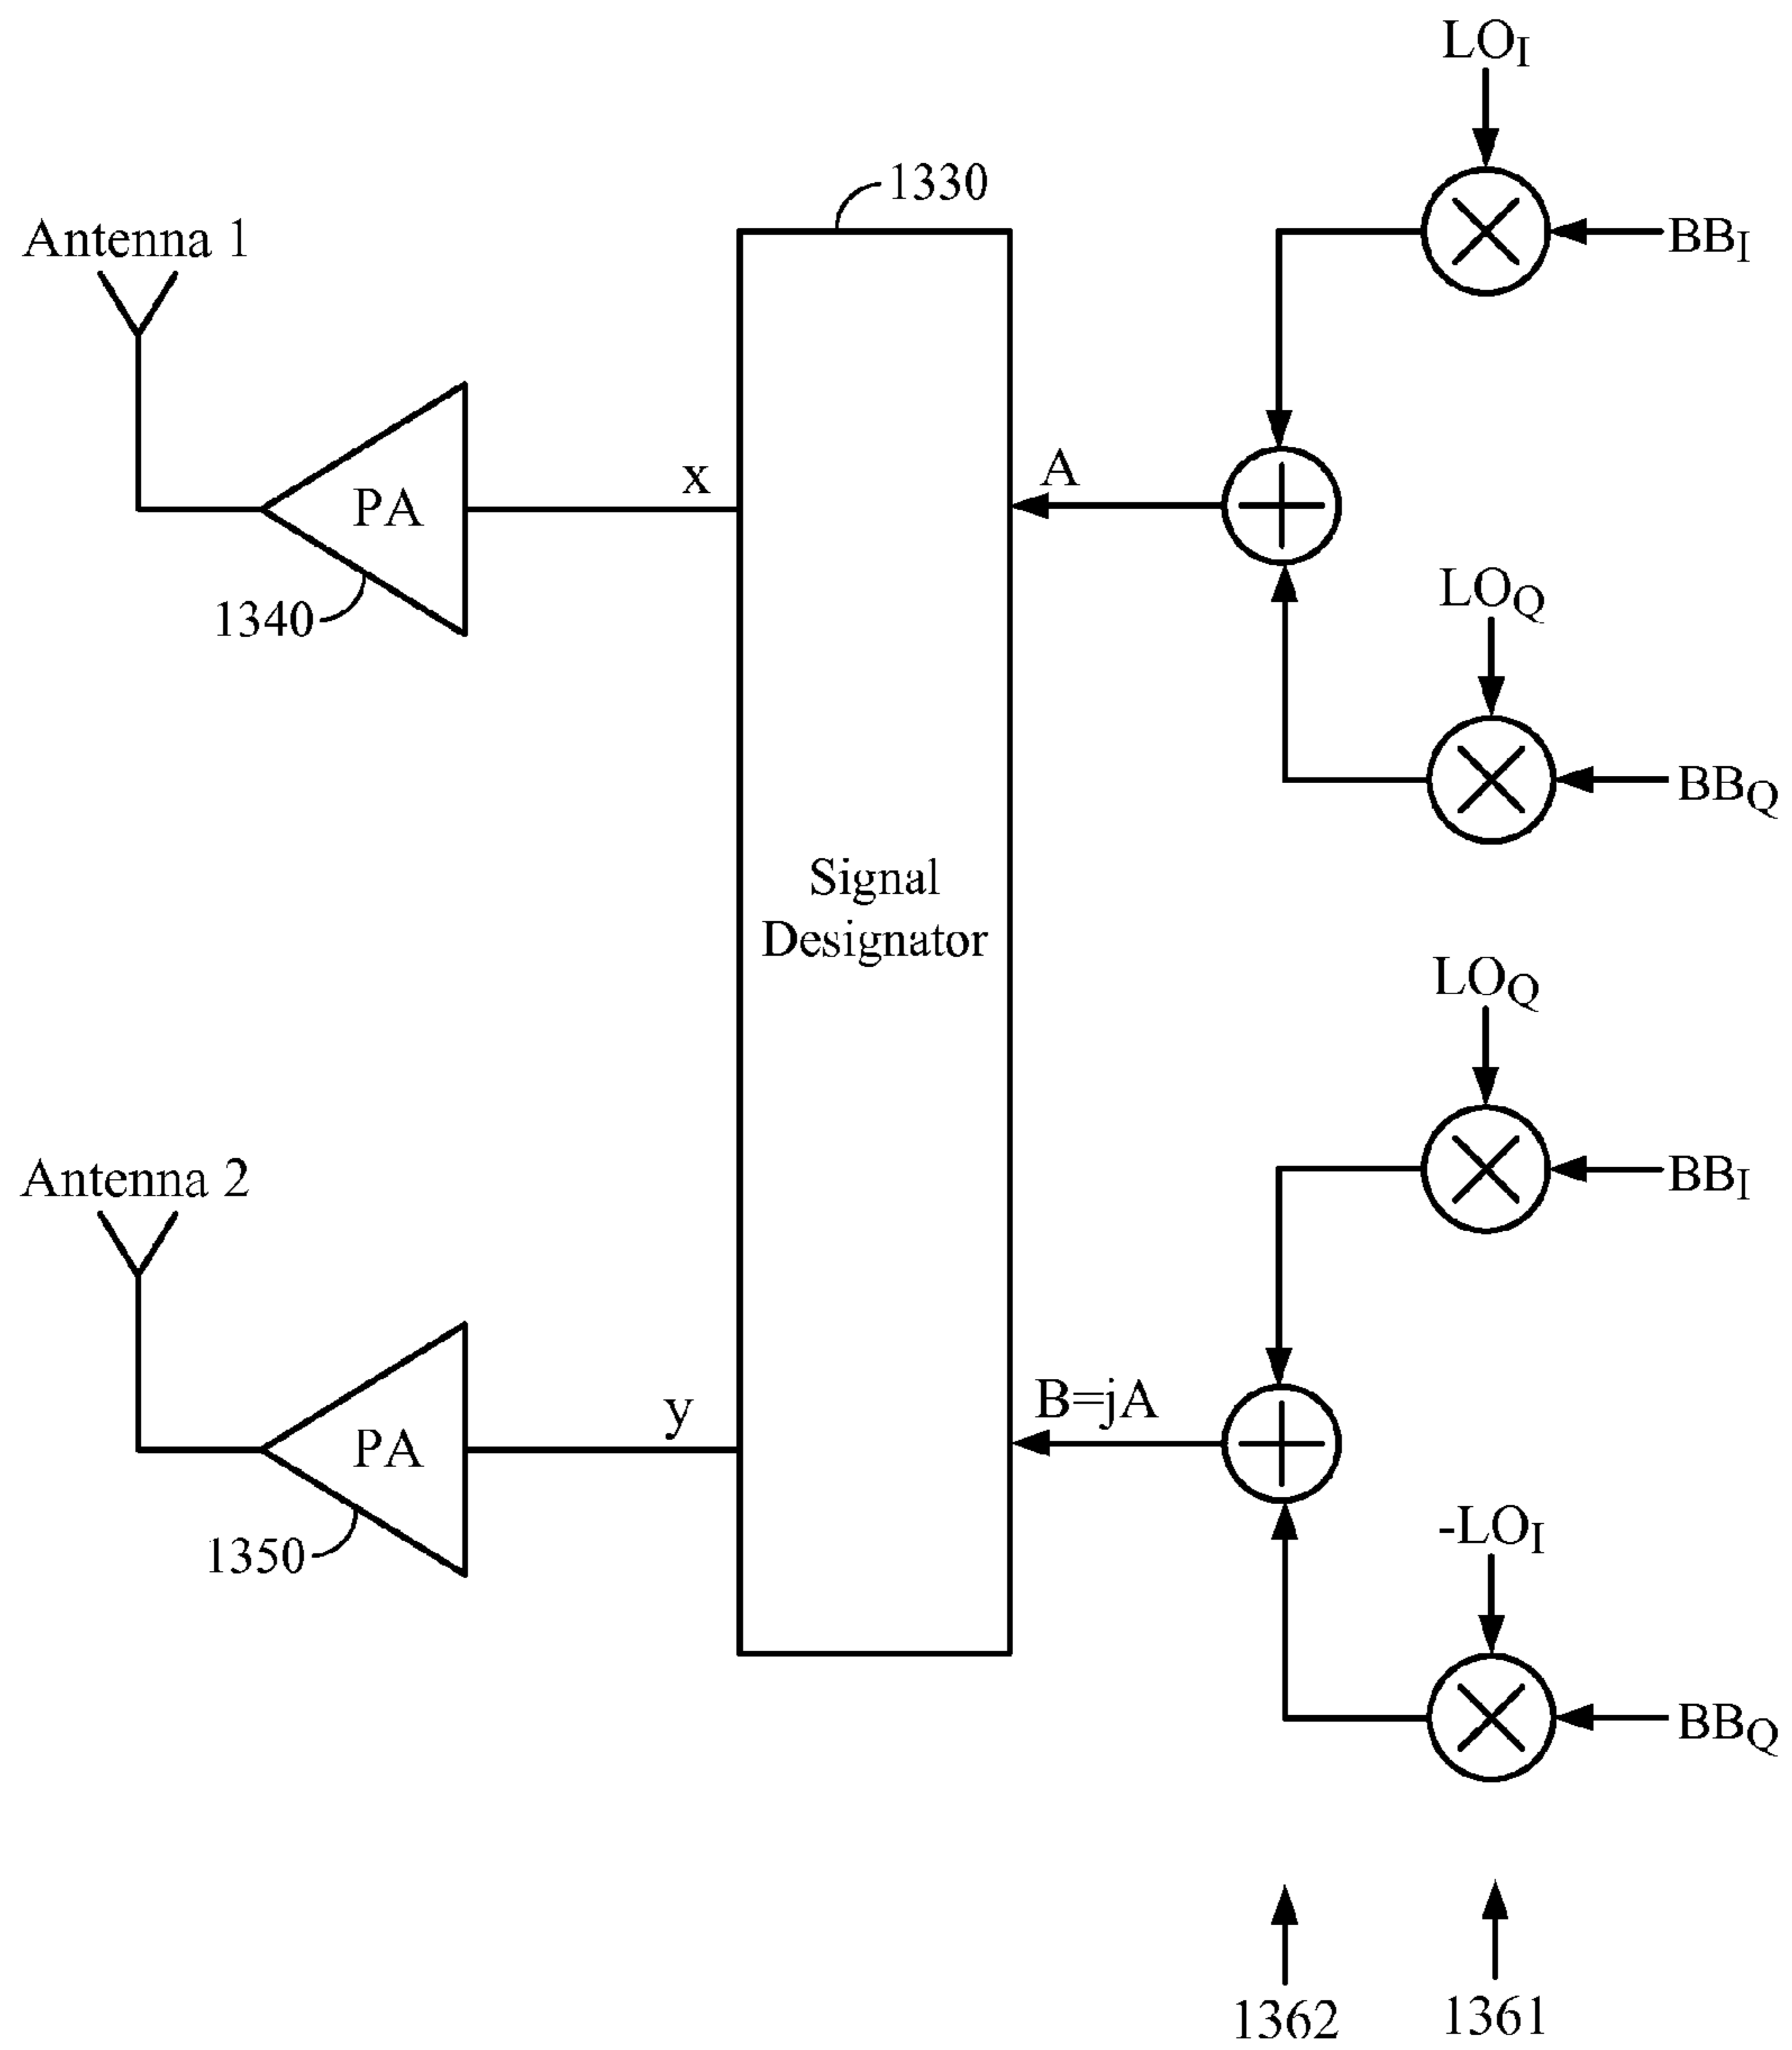 LOI
1330
Antenna 1
BBI
A
x
PA
LOQ
1340
BBQ
Signal
Designator
LOQ
Antenna 2
BBI
B=jA
y
PA
-LOI
1350
BBQ
1362
1361